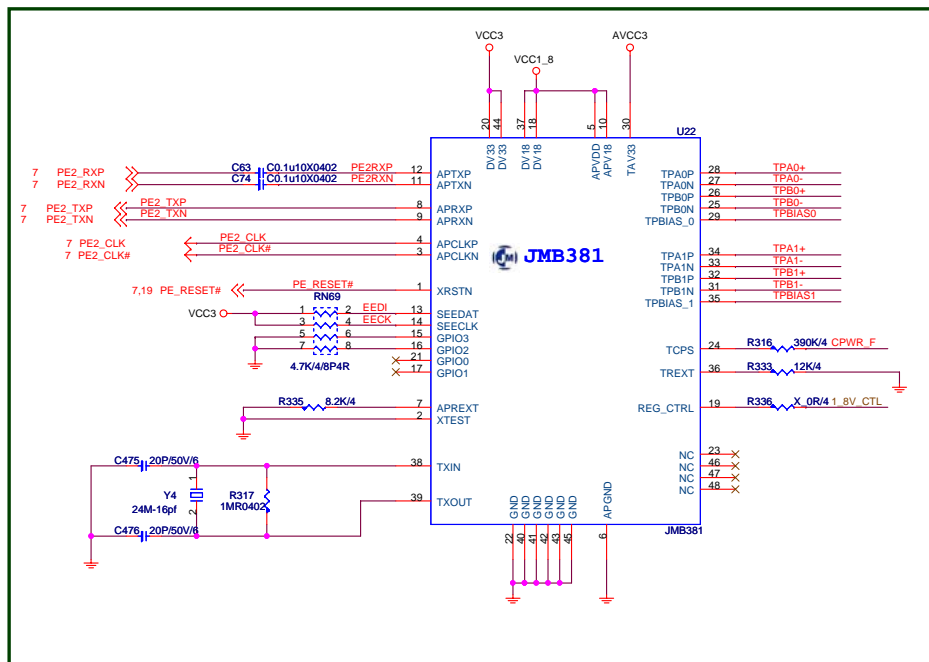 VCC3 AVCC3
VCC1_8
20 44 37 18 5 10 30 U22
DV33 DV33 DV18 DV18 APVDD APV18 TAV33
7 PE2_RXP C63 C0.1u10X0402 PE2RXP 12 APTXP
7 PE2_RXN C74 C0.1u10X0402 PE2RXN 11 APTXN
7 PE2_TXP PE2_TXP 8 APRXP
7 PE2_TXN PE2_TXN 9 APRXN
7 PE2_CLK PE2_CLK 4 APCLKP
7 PE2_CLK# PE2_CLK# 3 APCLKN
7,19 PE_RESET# PE_RESET# 1 XRSTN
RN69
VCC3 1 2 EEDI 13 SEEDAT
3 4 EECK 14 SEECLK
5 6 15 GPIO3
7 8 16 GPIO2
21 GPIO0
17 GPIO1
4.7K/4/8P4R
R335 8.2K/4 7 APREXT
2 XTEST
C475 20P/50V/6 38 TXIN
1
Y4 R317
24M-16pf 1MR0402
2
39 TXOUT
C476 20P/50V/6
JM JMB381
TPA0P 28 TPA0+
TPA0N 27 TPA0-
TPB0P 26 TPB0+
TPB0N 25 TPB0-
TPBIAS_0 29 TPBIAS0
TPA1P 34 TPA1+
TPA1N 33 TPA1-
TPB1P 32 TPB1+
TPB1N 31 TPB1-
TPBIAS_1 35 TPBIAS1
TCPS 24 R316 390K/4 CPWR_F
TREXT 36 R333 12K/4
REG_CTRL 19 R336 X_0R/4 1_8V_CTL
NC 23
NC 46
NC 47
NC 48
GND GND GND GND GND GND APGND
22 40 41 42 43 45 6
JMB381